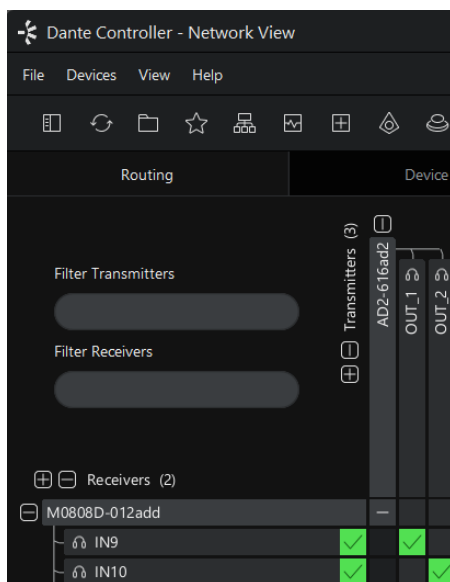 Dante Controller - Network View
File Devices View Help
Routing
Device
Filter Transmitters
Filter Receivers
Transmitters (3)
AD2-616ad2
OUT_1
OUT_2
Receivers (2)
M0808D-012add
IN9
IN10